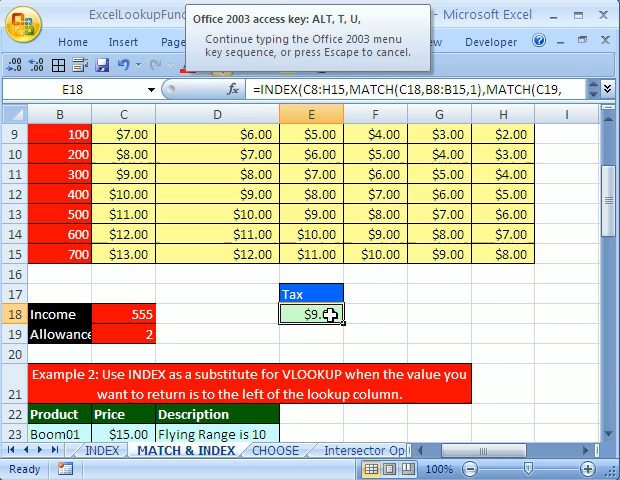 ExcelLookupFunc
Microsoft Excel
Office 2003 access key: ALT, T, U,
Continue typing the Office 2003 menu
key sequence, or press Escape to cancel.
Home Insert Pag ew Developer
E18 fx =INDEX(C8:H15,MATCH(C18,B8:B15,1),MATCH(C19,
B C D E F G H I
9 100 $7.00 $6.00 $5.00 $4.00 $3.00 $2.00
10 200 $8.00 $7.00 $6.00 $5.00 $4.00 $3.00
11 300 $9.00 $8.00 $7.00 $6.00 $5.00 $4.00
12 400 $10.00 $9.00 $8.00 $7.00 $6.00 $5.00
13 500 $11.00 $10.00 $9.00 $8.00 $7.00 $6.00
14 600 $12.00 $11.00 $10.00 $9.00 $8.00 $7.00
15 700 $13.00 $12.00 $11.00 $10.00 $9.00 $8.00
16
17 Tax
18 Income 555 $9.
19 Allowance 2
20
21 Example 2: Use INDEX as a substitute for VLOOKUP when the value you
want to return is to the left of the lookup column.
22 Product Price Description
23 Boom01 $15.00 Flying Range is 10
INDEX MATCH & INDEX CHOOSE Intersector Op
Ready 100%